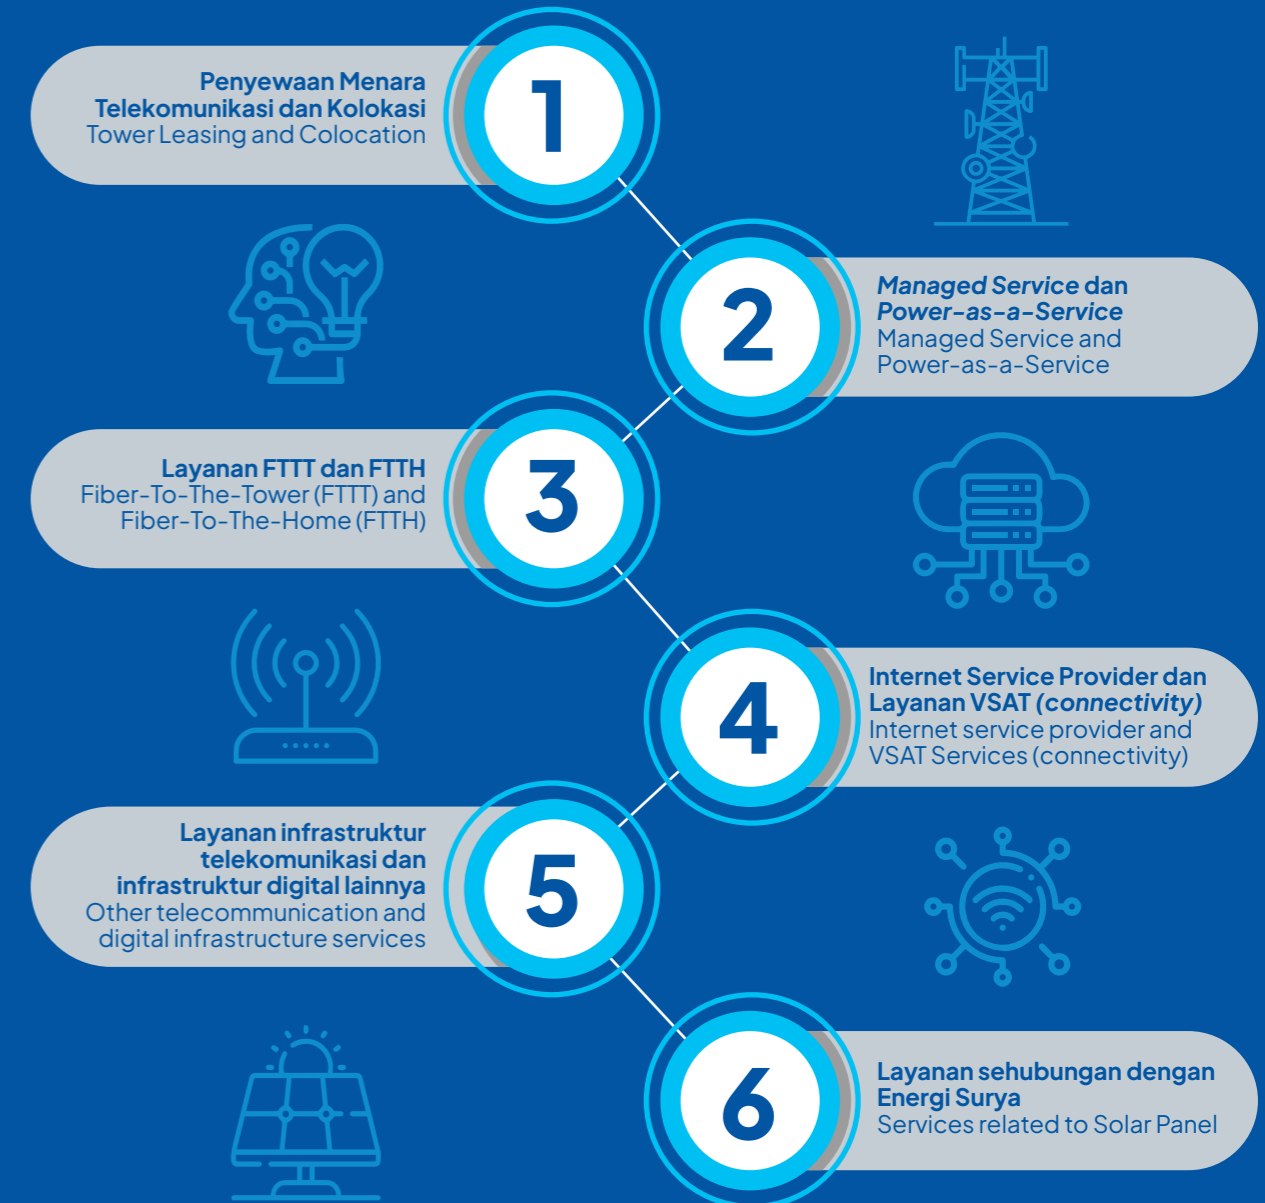 1
Penyewaan Menara
Telekomunikasi dan Kolokasi
Tower Leasing and Colocation
2
Managed Service dan
Power-as-a-Service
Managed Service and
Power-as-a-Service
3
Layanan FTTT dan FTTH
Fiber-To-The-Tower (FTTT) and
Fiber-To-The-Home (FTTH)
4
Internet Service Provider dan
Layanan VSAT (connectivity)
Internet service provider and
VSAT Services (connectivity)
5
Layanan infrastruktur
telekomunikasi dan
infrastruktur digital lainnya
Other telecommunication and
digital infrastructure services
6
Layanan sehubungan dengan
Energi Surya
Services related to Solar Panel